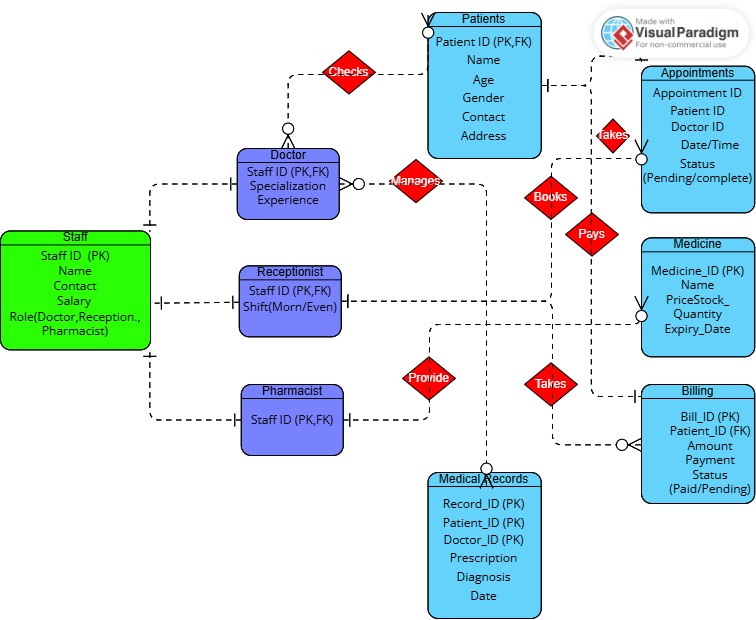 Made with
Visual Paradigm
For non-commercial use
Patients
Patient ID (PK,FK)
Name
Age
Gender
Contact
Address
Checks
Appointments
Appointment ID
Patient ID
Doctor ID
Date/Time
Status
(Pending/complete)
Takes
Doctor
Staff ID (PK,FK)
Specialization
Experience
Manages
Books
Pays
Staff
Staff ID  (PK)
Name
Contact
Salary
Role(Doctor,Reception.,
Pharmacist)
Receptionist
Staff ID (PK,FK)
Shift(Morn/Even)
Medicine
Medicine_ID (PK)
Name
PriceStock_
Quantity
Expiry_Date
Pharmacist
Staff ID (PK,FK)
Provide
Takes
Billing
Bill_ID (PK)
Patient_ID (FK)
Amount
Payment
Status
(Paid/Pending)
Medical Records
Record_ID (PK)
Patient_ID (PK)
Doctor_ID (PK)
Prescription
Diagnosis
Date